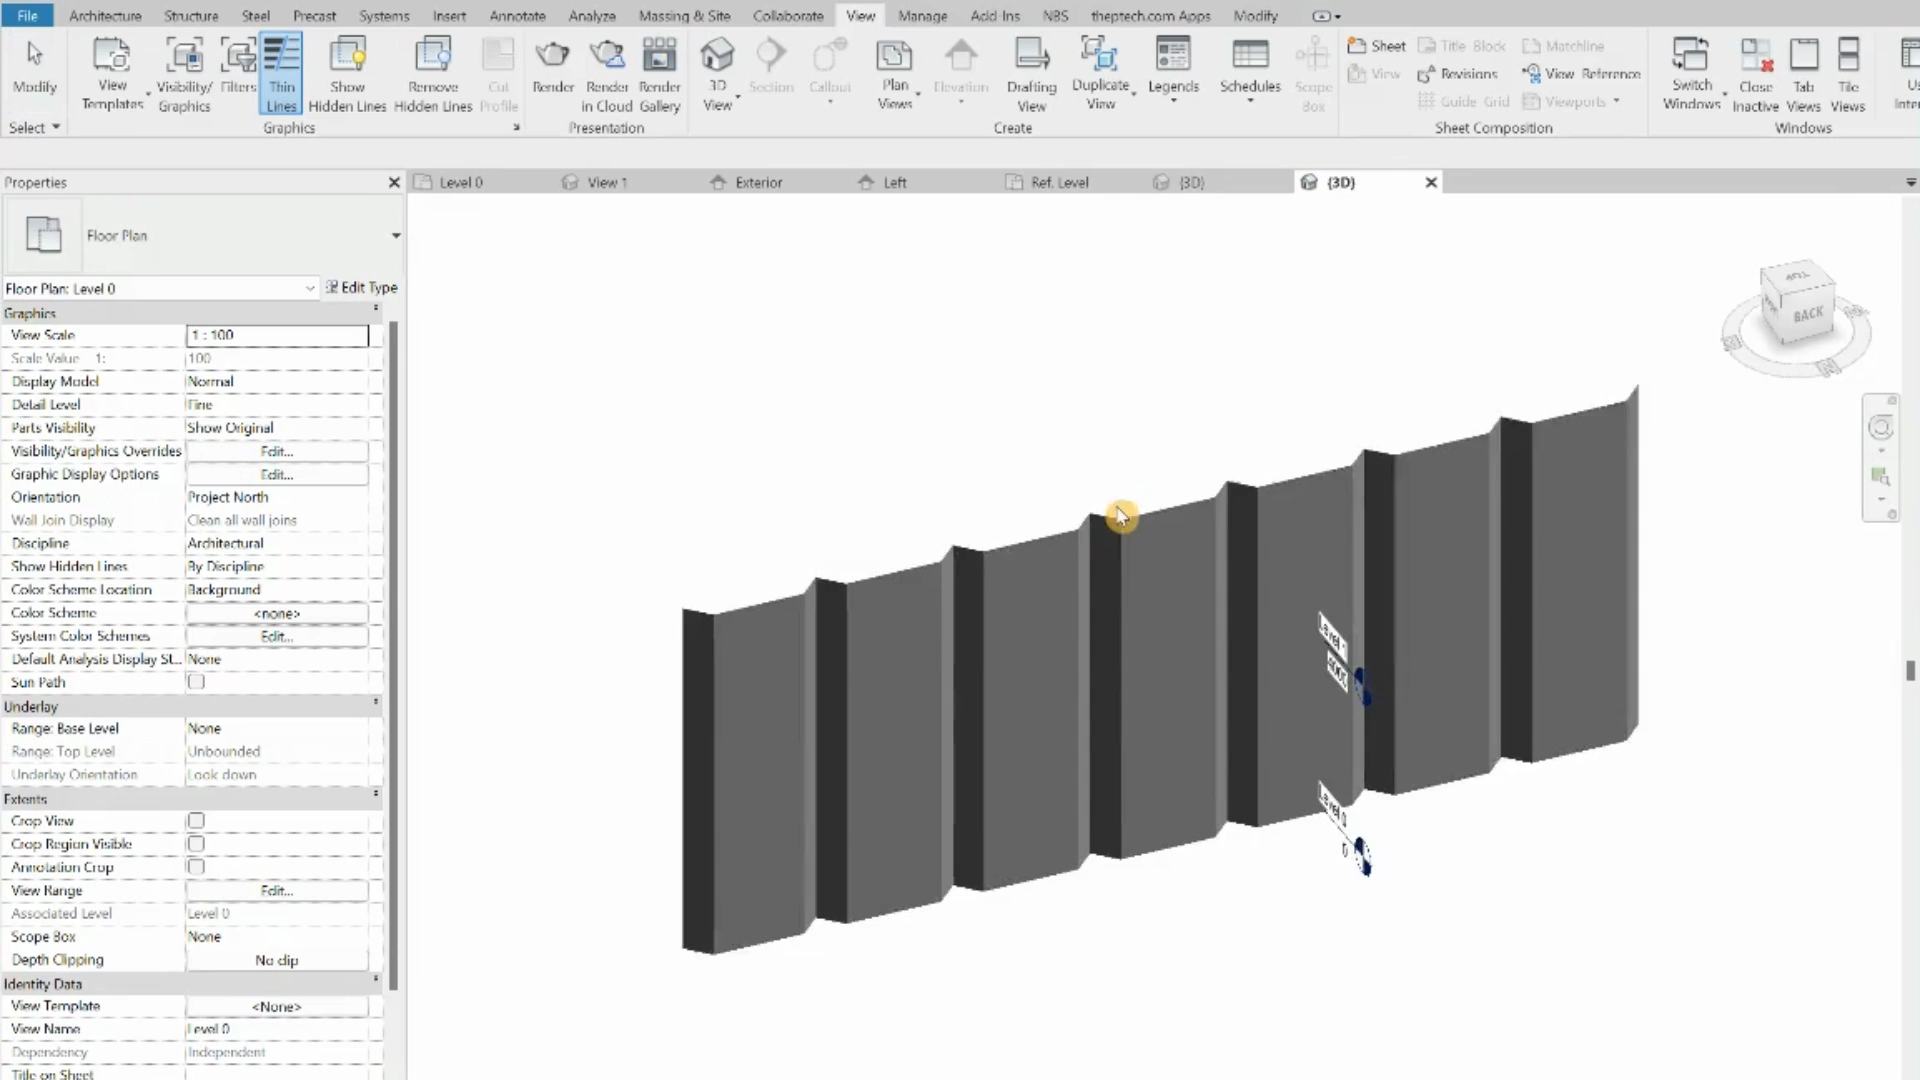 File Architecture Structure Steel Precast Systems Insert Annotate Analyze Massing & Site Collaborate View Manage Add-Ins NBS theptech.com Apps Modify
Modify
View Templates
Visibility/ Graphics
Filters
Thin Lines
Show Hidden Lines
Remove Hidden Lines
Cut Profile
Render
Render in Cloud
Render Gallery
3D View
Section
Callout
Plan Views
Elevation
Drafting View
Duplicate View
Legends
Schedules
Scope Box
Sheet
Title Block
Matchline
View
Revisions
View Reference
Guide Grid
Viewports
Switch Windows
Close Inactive
Tab Views
Tile Views
Select
Graphics
Presentation
Create
Sheet Composition
Windows
Properties
Level 0
View 1
Exterior
Left
Ref. Level
{3D}
{3D}
Floor Plan
Floor Plan: Level 0
Edit Type
Graphics
View Scale 1 : 100
Scale Value 1: 100
Display Model Normal
Detail Level Fine
Parts Visibility Show Original
Visibility/Graphics Overrides Edit...
Graphic Display Options Edit...
Orientation Project North
Wall Join Display Clean all wall joins
Discipline Architectural
Show Hidden Lines By Discipline
Color Scheme Location Background
Color Scheme <none>
System Color Schemes Edit...
Default Analysis Display St... None
Sun Path
Underlay
Range: Base Level None
Range: Top Level Unbounded
Underlay Orientation Look down
Extents
Crop View
Crop Region Visible
Annotation Crop
View Range Edit...
Associated Level Level 0
Scope Box None
Depth Clipping No clip
Identity Data
View Template <None>
View Name Level 0
Dependency Independent
Title on Sheet
TOP
BACK
Level 0
0